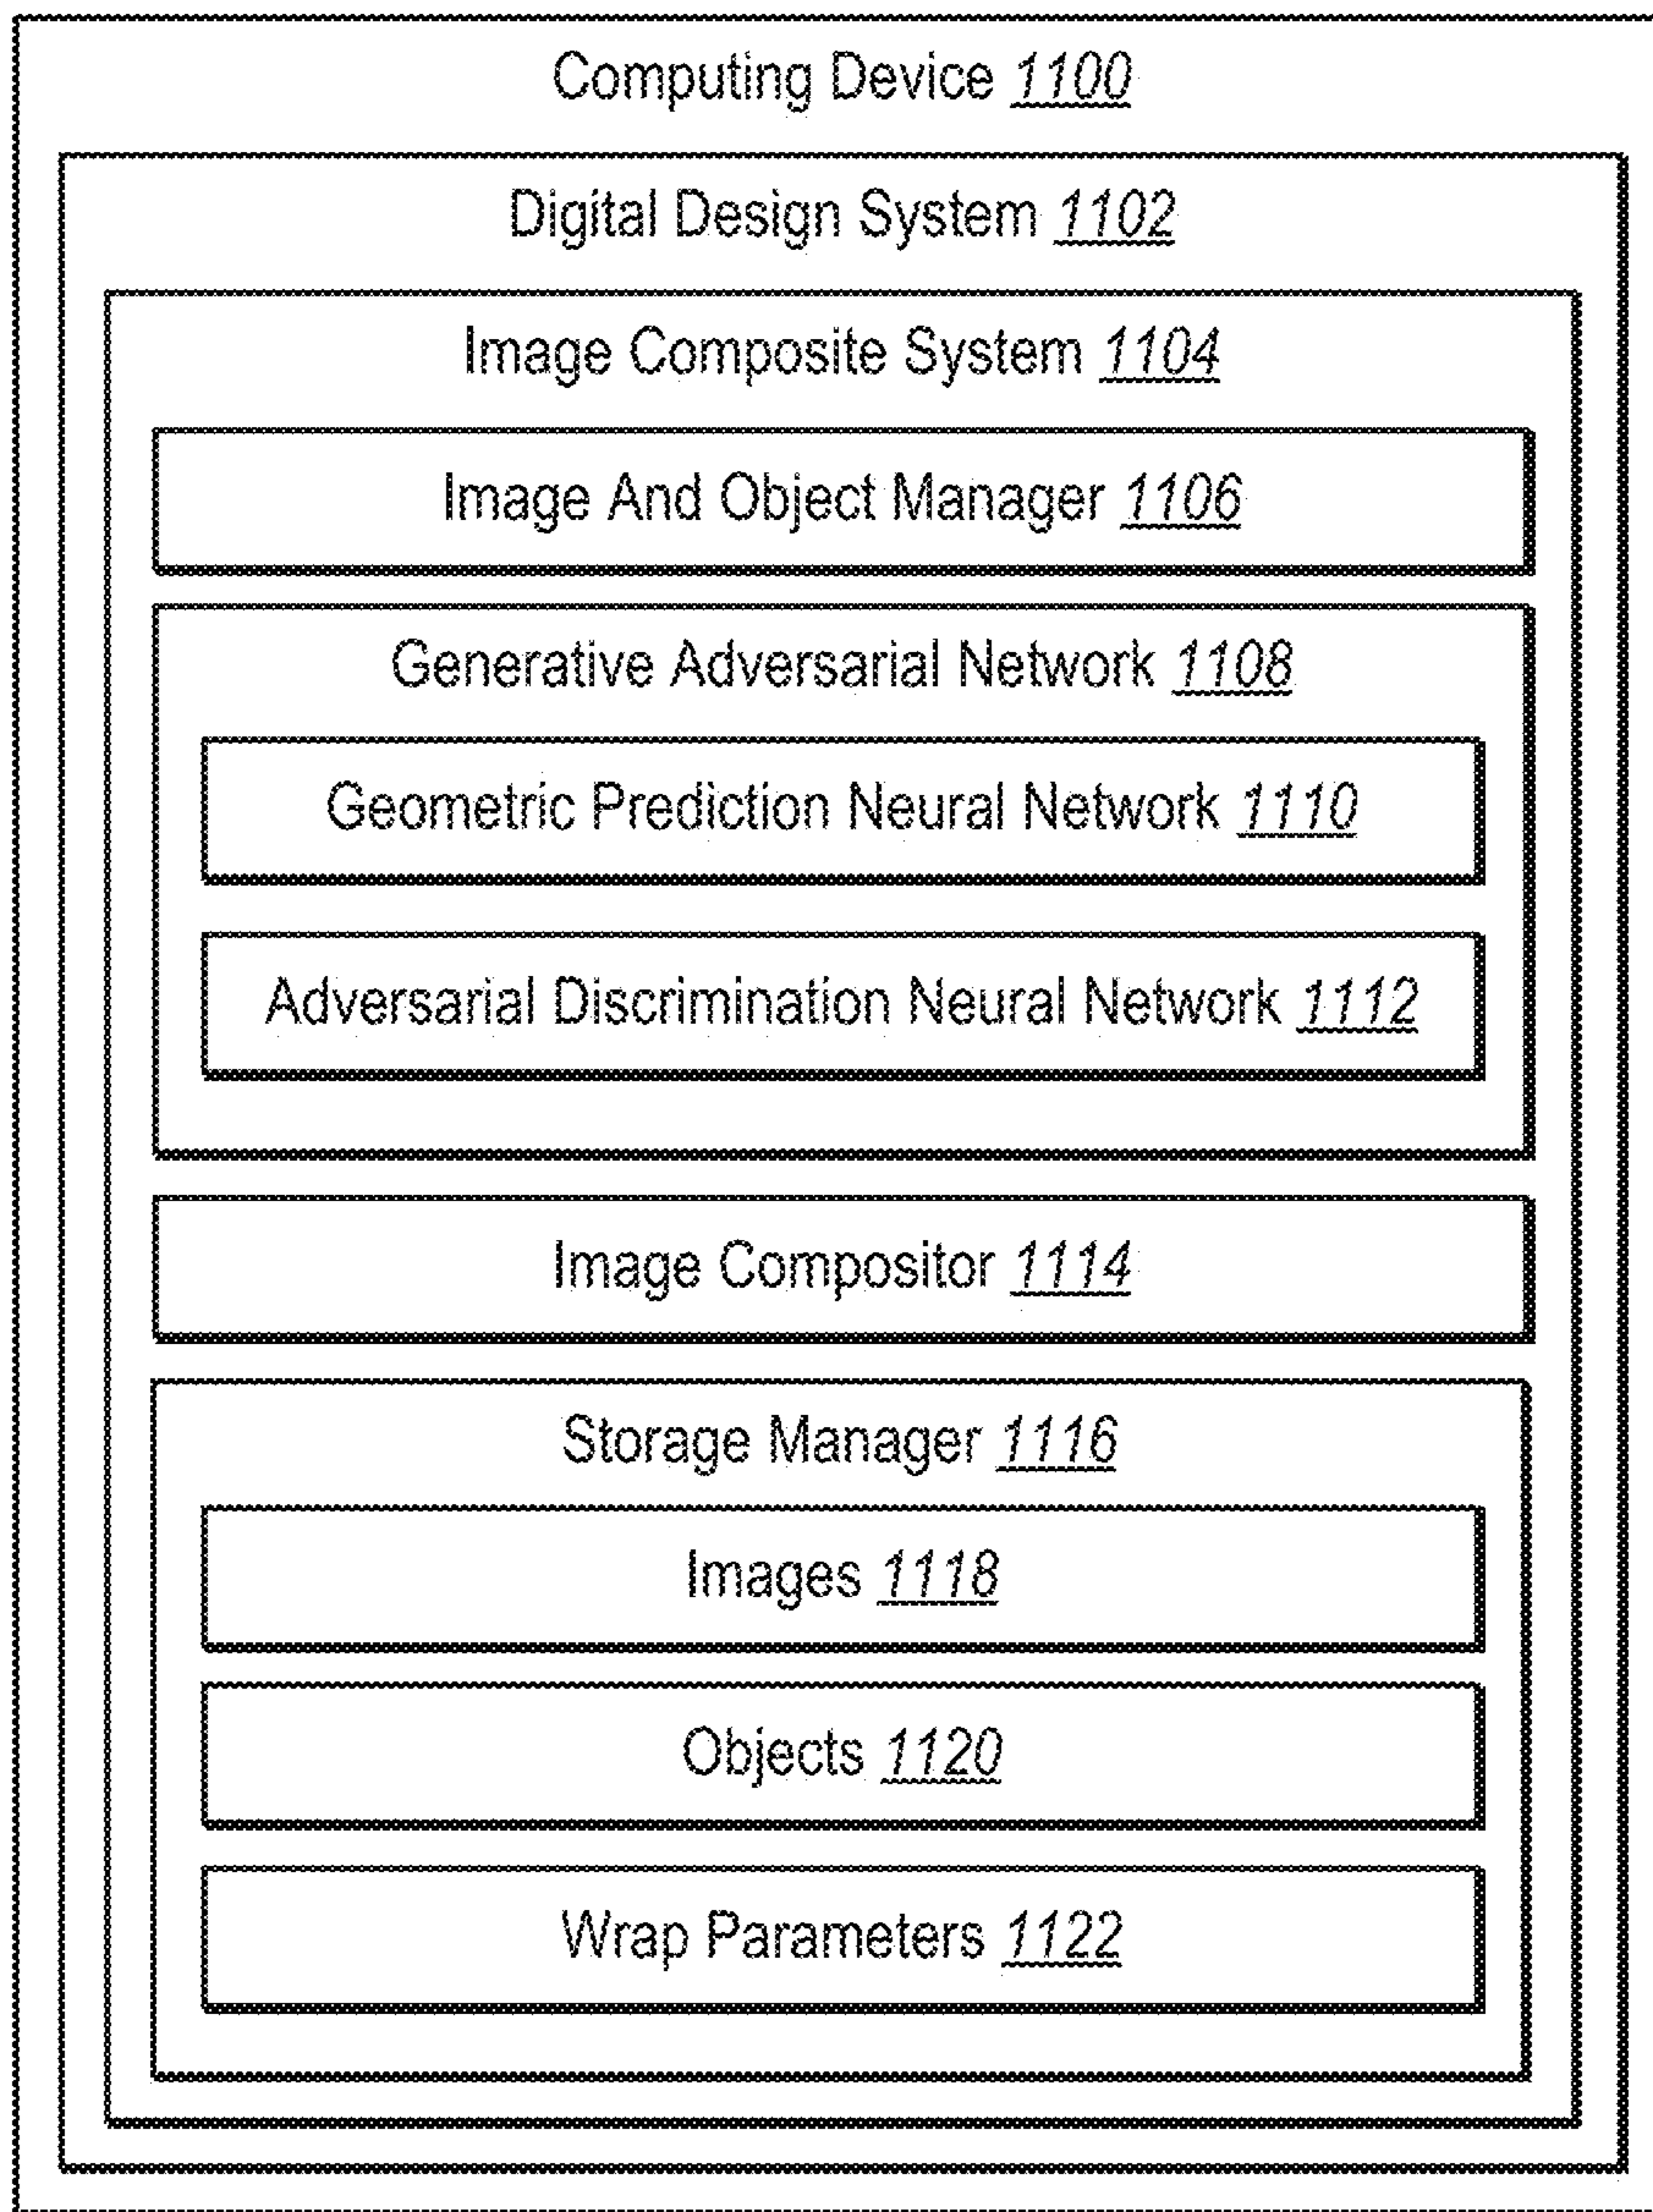 Computing Device 1100
Digital Design System 1102
Image Composite System 1104
Image And Object Manager 1106
Generative Adversarial Network 1108
Geometric Prediction Neural Network 1110
Adversarial Discrimination Neural Network 1112
Image Compositor 1114
Storage Manager 1116
Images 1118
Objects 1120
Wrap Parameters 1122